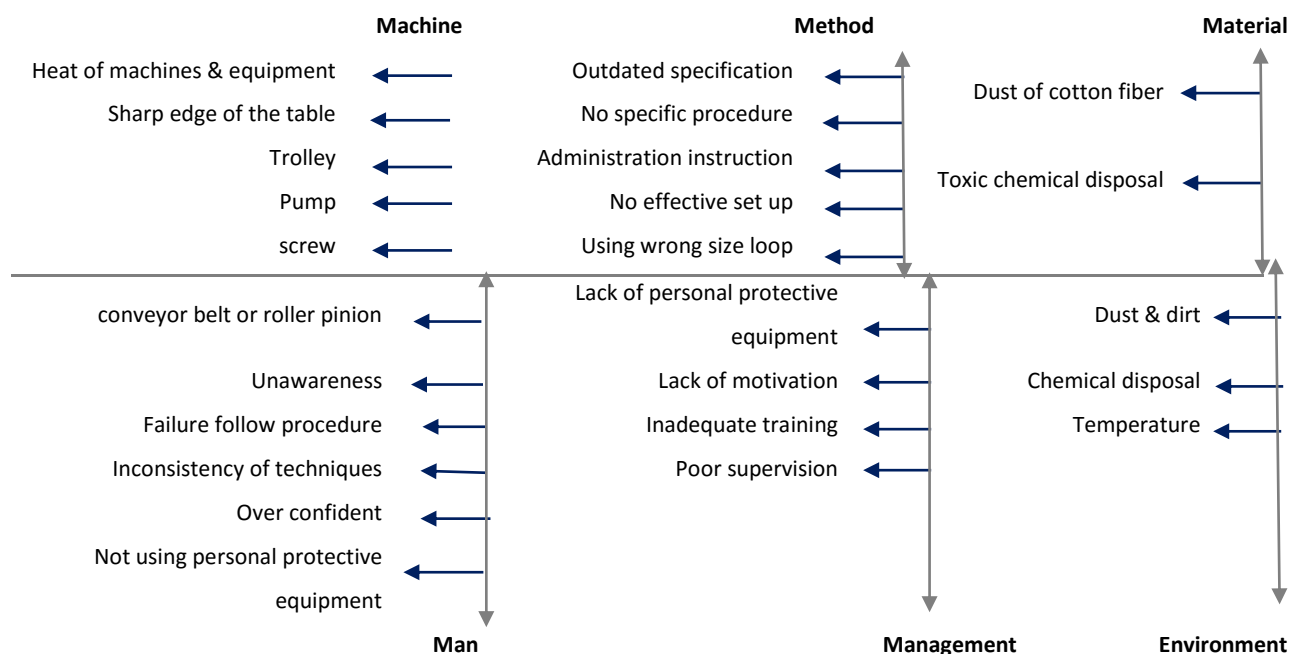 Machine
Heat of machines & equipment
Sharp edge of the table
Trolley
Pump
screw
Method
Outdated specification
No specific procedure
Administration instruction
No effective set up
Using wrong size loop
Material
Dust of cotton fiber
Toxic chemical disposal
conveyor belt or roller pinion
Unawareness
Failure follow procedure
Inconsistency of techniques
Over confident
Not using personal protective
equipment
Man
Lack of personal protective
equipment
Lack of motivation
Inadequate training
Poor supervision
Management
Dust & dirt
Chemical disposal
Temperature
Environment